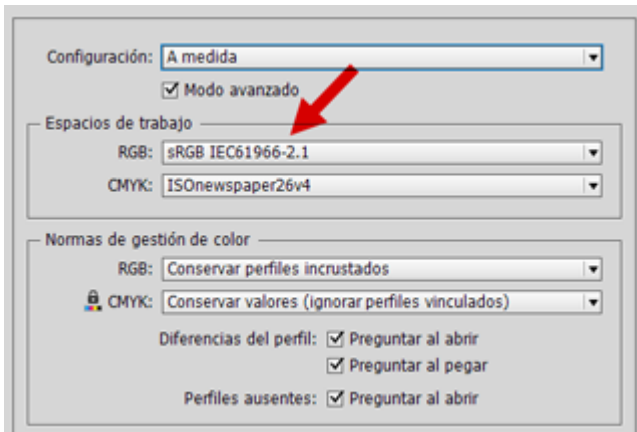 Configuración: A medida
Modo avanzado
Espacios de trabajo
RGB: sRGB IEC61966-2.1
CMYK: ISOnewspaper26v4
Normas de gestión de color
RGB: Conservar perfiles incrustados
CMYK: Conservar valores (ignorar perfiles vinculados)
Diferencias del perfil: Preguntar al abrir
Preguntar al pegar
Perfiles ausentes: Preguntar al abrir